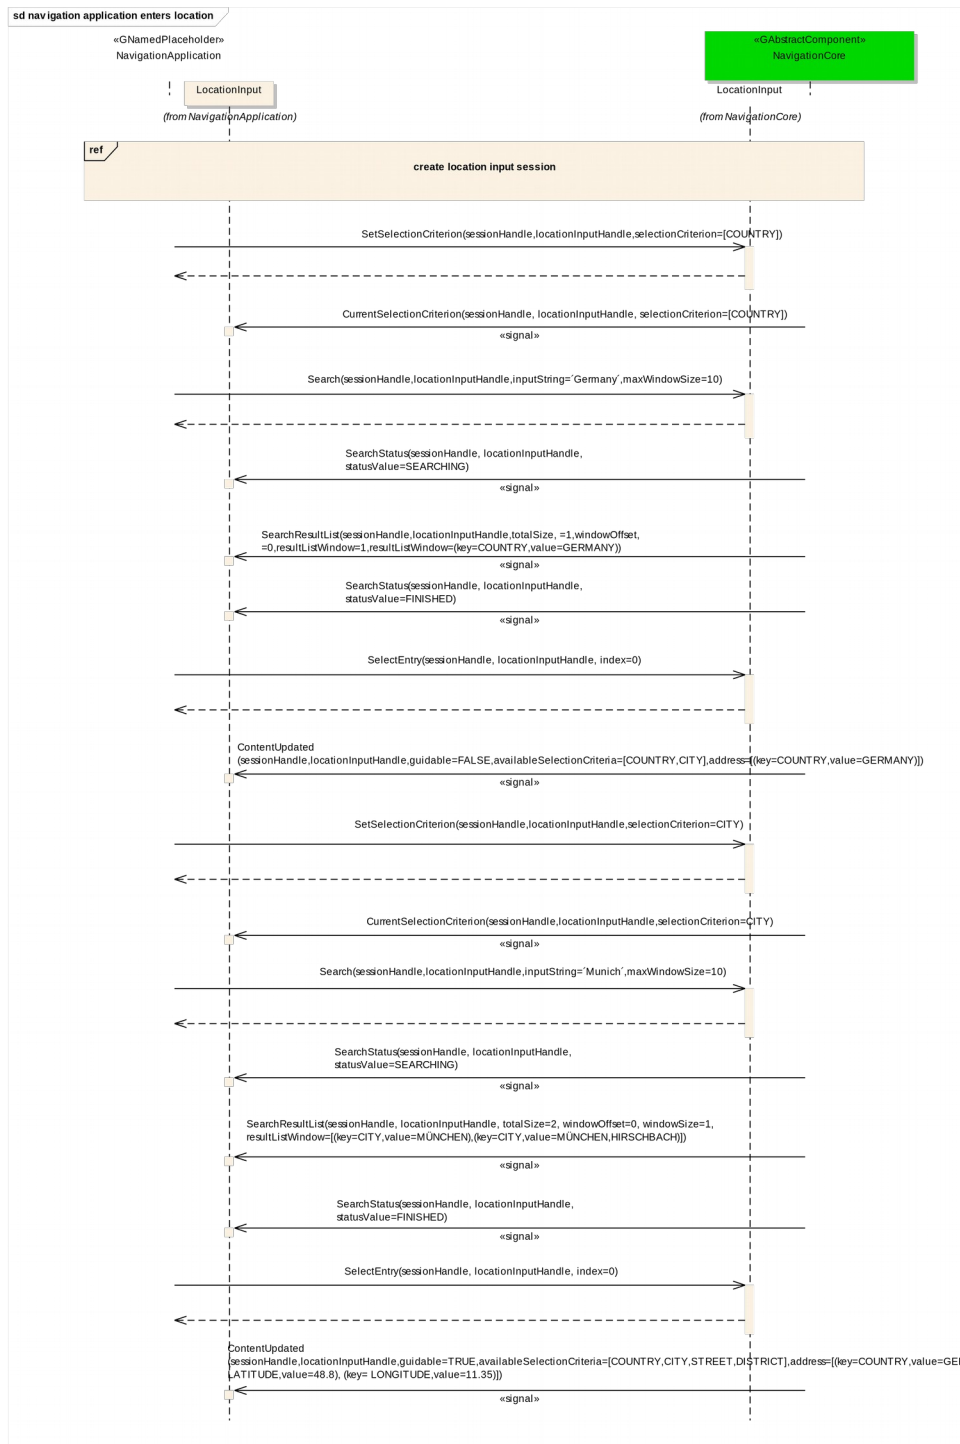 sd navigation application enters location
«GNamedPlaceholder»
NavigationApplication
«GAbstractComponent»
NavigationCore
LocationInput
LocationInput
(from NavigationApplication)
(from NavigationCore)
ref
create location input session
SetSelectionCriterion(sessionHandle,locationInputHandle,selectionCriterion=[COUNTRY])
CurrentSelectionCriterion(sessionHandle, locationInputHandle, selectionCriterion=[COUNTRY])
«signal»
Search(sessionHandle,locationInputHandle,inputString=´Germany´,maxWindowSize=10)
SearchStatus(sessionHandle, locationInputHandle,
statusValue=SEARCHING)
«signal»
SearchResultList(sessionHandle,locationInputHandle,totalSize, =1,windowOffset,
=0,resultListWindow=1,resultListWindow=(key=COUNTRY,value=GERMANY))
«signal»
SearchStatus(sessionHandle, locationInputHandle,
statusValue=FINISHED)
«signal»
SelectEntry(sessionHandle, locationInputHandle, index=0)
ContentUpdated
(sessionHandle,locationInputHandle,guidable=FALSE,availableSelectionCriteria=[COUNTRY,CITY],address=[(key=COUNTRY,value=GERMANY)])
«signal»
SetSelectionCriterion(sessionHandle,locationInputHandle,selectionCriterion=CITY)
CurrentSelectionCriterion(sessionHandle,locationInputHandle,selectionCriterion=CITY)
«signal»
Search(sessionHandle,locationInputHandle,inputString=´Munich´,maxWindowSize=10)
SearchStatus(sessionHandle, locationInputHandle,
statusValue=SEARCHING)
«signal»
SearchResultList(sessionHandle, locationInputHandle, totalSize=2, windowOffset=0, windowSize=1,
resultListWindow=[(key=CITY,value=MÜNCHEN),(key=CITY,value=MÜNCHEN,HIRSCHBACH)])
«signal»
SearchStatus(sessionHandle, locationInputHandle,
statusValue=FINISHED)
«signal»
SelectEntry(sessionHandle, locationInputHandle, index=0)
ContentUpdated
(sessionHandle,locationInputHandle,guidable=TRUE,availableSelectionCriteria=[COUNTRY,CITY,STREET,DISTRICT],address=[(key=COUNTRY,value=GE
LATITUDE,value=48.8), (key= LONGITUDE,value=11.35)])
«signal»